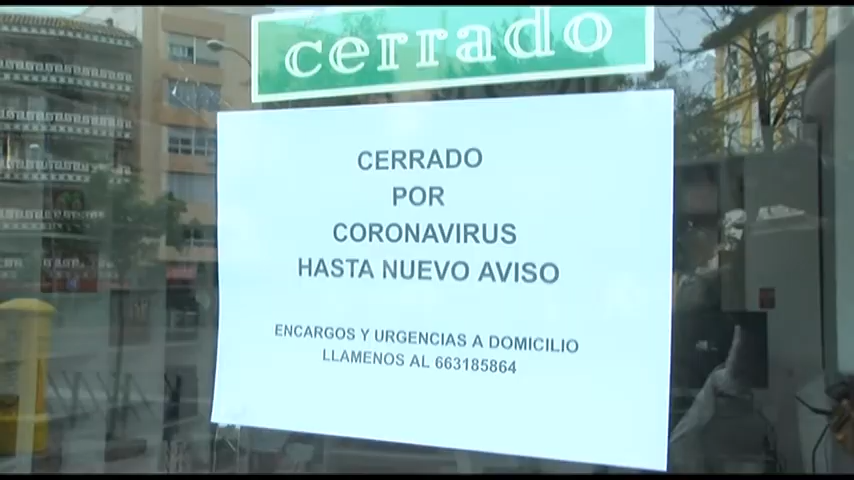 cerrado
CERRADO
POR
CORONAVIRUS
HASTA NUEVO AVISO
ENCARGOS Y URGENCIAS A DOMICILIO
LLAMENOS AL 663185864